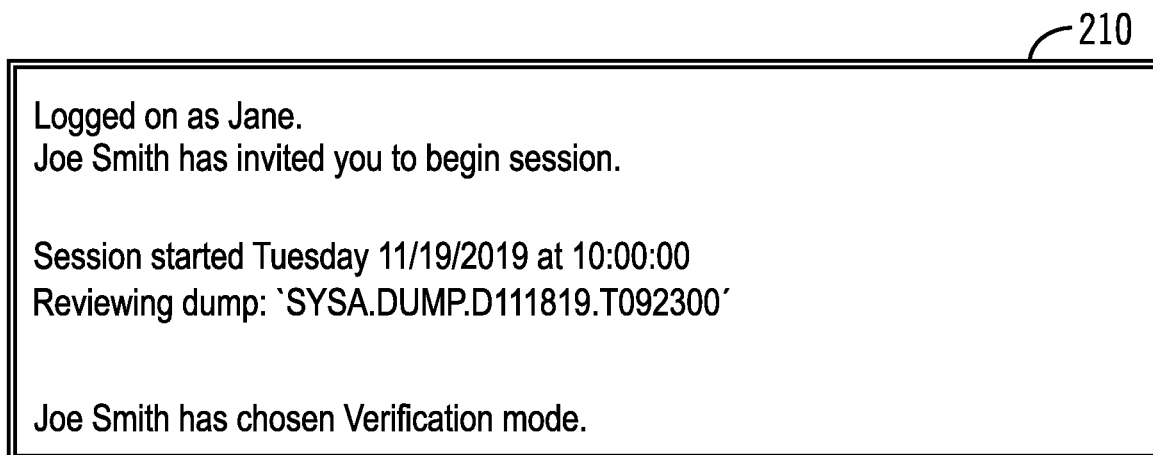 210
Logged on as Jane.
Joe Smith has invited you to begin session.
Session started Tuesday 11/19/2019 at 10:00:00
Reviewing dump: `SYSA.DUMP.D111819.T092300´
Joe Smith has chosen Verification mode.